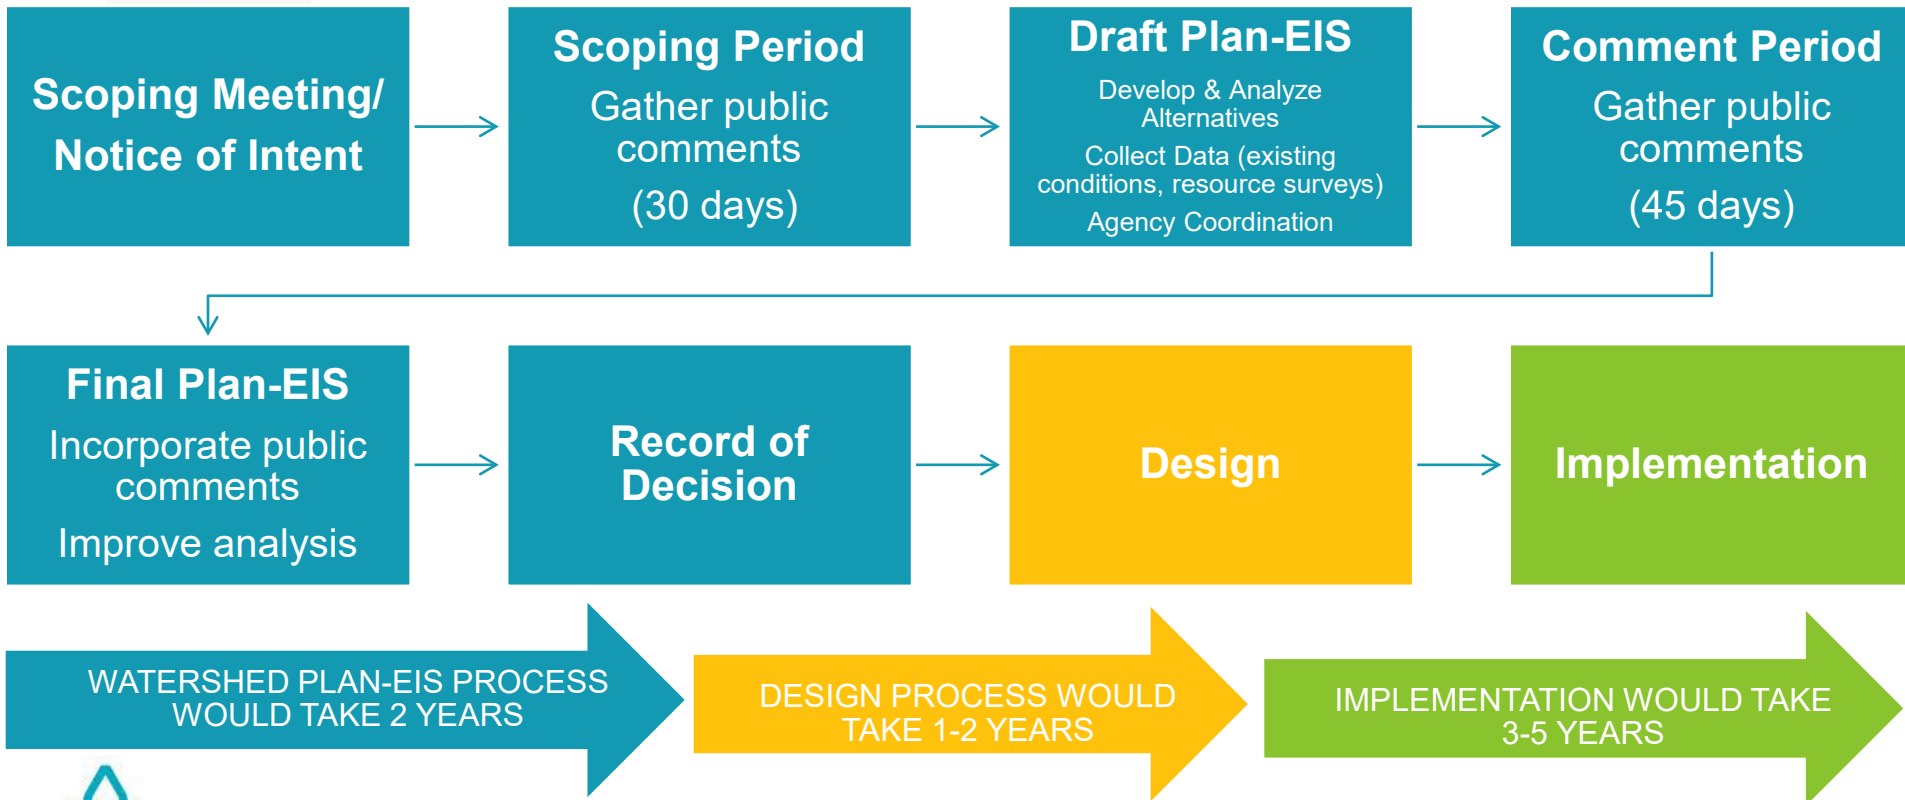 Scoping Meeting/
Notice of Intent
Scoping Period
Gather public
comments
(30 days)
Draft Plan-EIS
Develop & Analyze
Alternatives
Collect Data (existing
conditions, resource surveys)
Agency Coordination
Comment Period
Gather public
comments
(45 days)
Final Plan-EIS
Incorporate public
comments
Improve analysis
Record of
Decision
Design
Implementation
WATERSHED PLAN-EIS PROCESS
WOULD TAKE 2 YEARS
DESIGN PROCESS WOULD
TAKE 1-2 YEARS
IMPLEMENTATION WOULD TAKE
3-5 YEARS